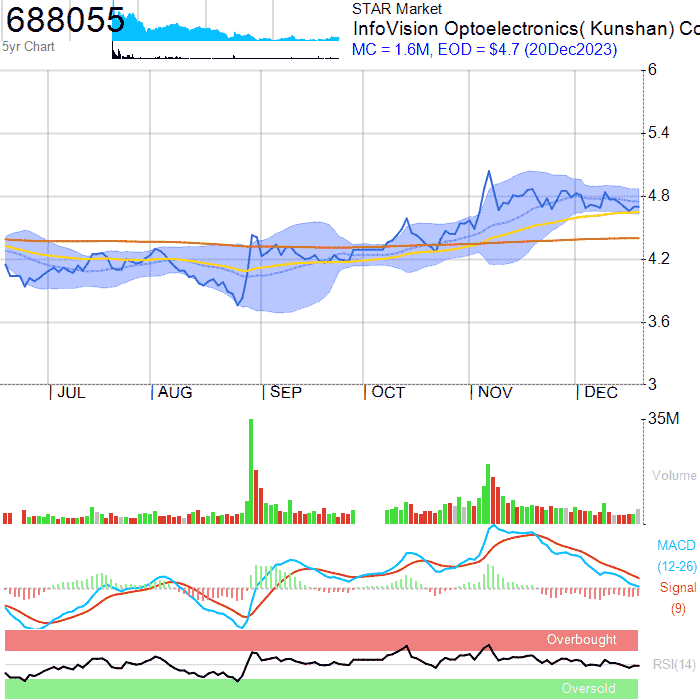 688055
5yr Chart
STAR Market
InfoVision Optoelectronics( Kunshan) Co
MC = 1.6M, EOD = $4.7 (20Dec2023)
6
5.4
4.8
4.2
3.6
3
JUL
AUG
SEP
OCT
NOV
DEC
35M
Volume
MACD
(12-26)
Signal
(9)
Overbought
RSI(14)
Oversold